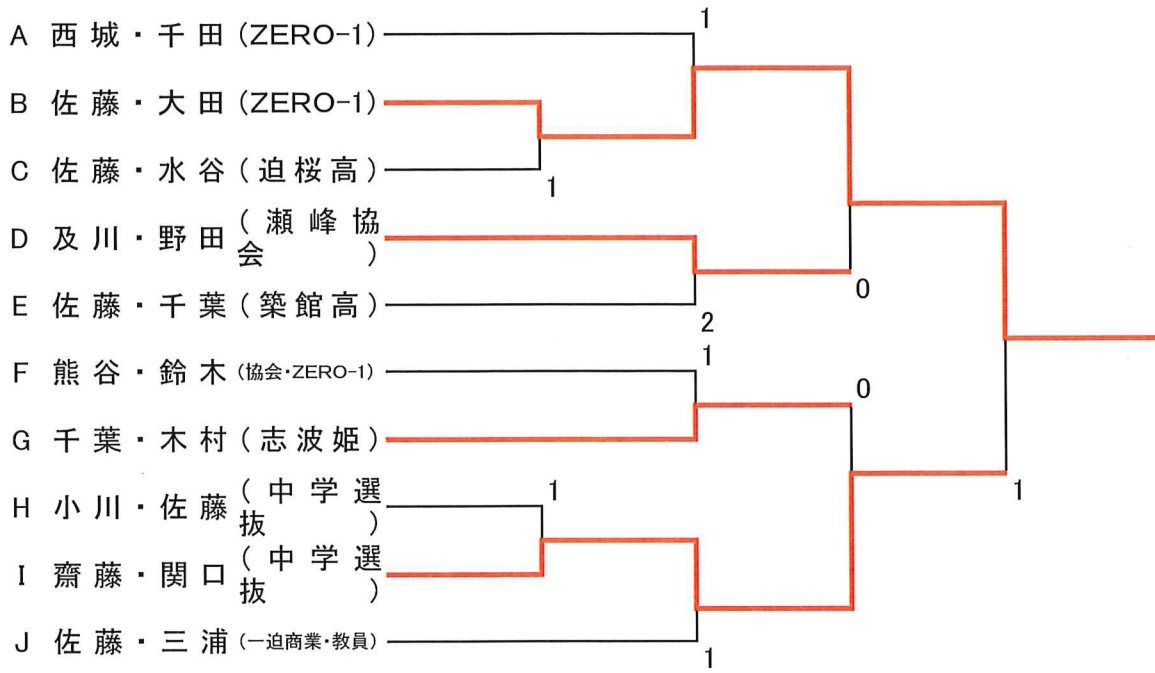 1
A 西城・千田(ZERO-1)
B 佐藤・大田(ZERO-1)
C 佐藤・水谷(迫桜高)
1
D 及川・野田(瀬峰協
会)
0
E 佐藤・千葉(築館高)
2
1
F 熊谷・鈴木(協会・ZERO-1)
0
G 千葉・木村(志波姫)
1
1
H 小川・佐藤(中学選
抜)
I 齋藤・関口(中学選
抜)
J 佐藤・三浦(一迫商業・教員)
1